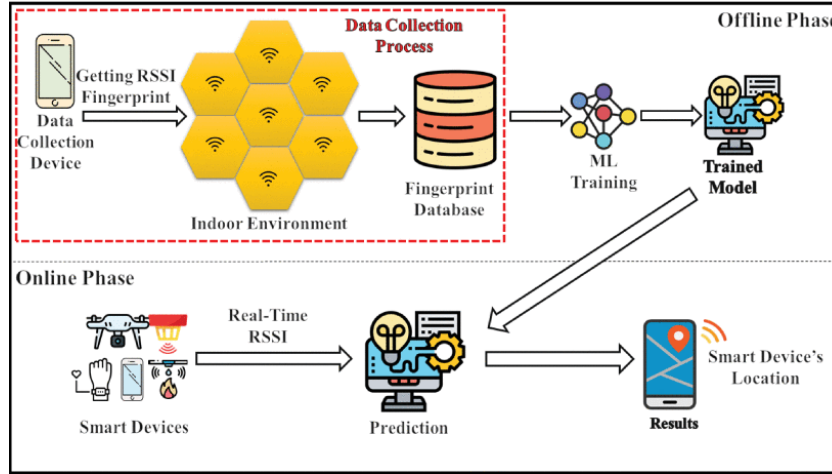 Data Collection
Process
Offline Phase
Getting RSSI
Fingerprint
Data
Collection
Device
Indoor Environment
Fingerprint
Database
ML
Training
Trained
Model
Online Phase
Real-Time
RSSI
Smart Devices
Prediction
Results
Smart Device's
Location